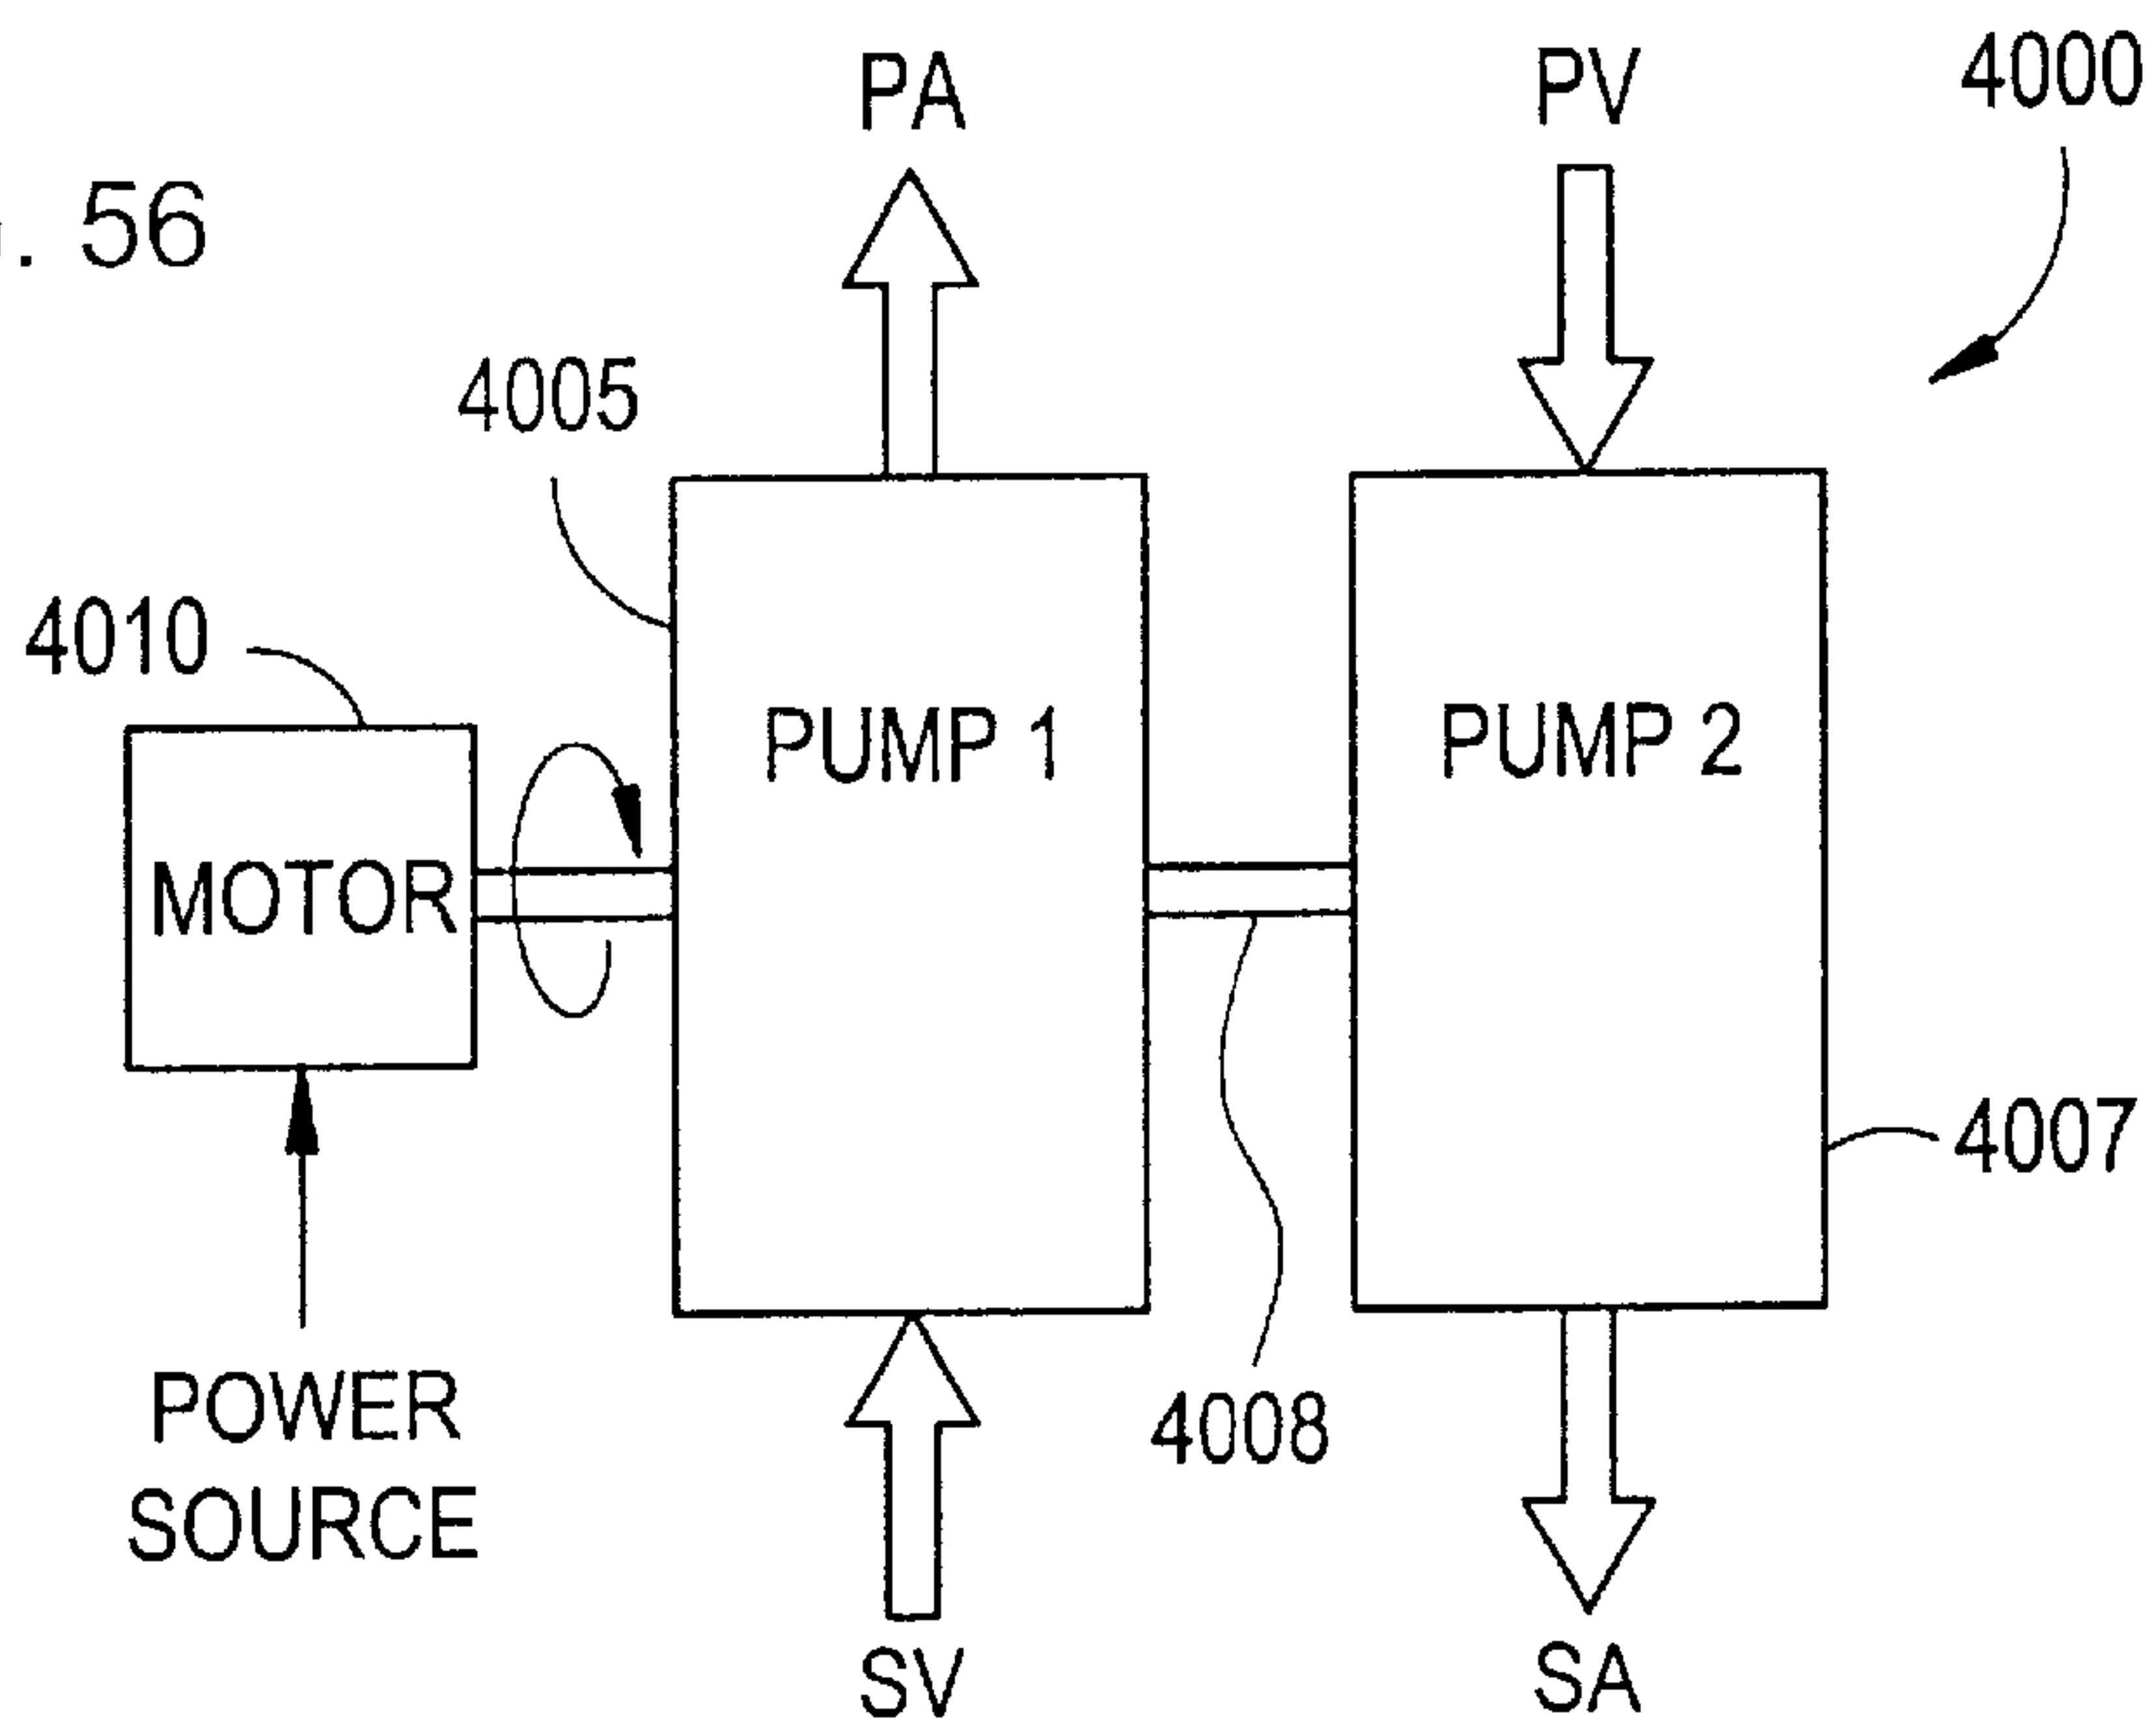 PA
PV
4000
. 56
4005
4010
PUMP 1
PUMP 2
MOTOR
4007
POWER
SOURCE
4008
SV
SA